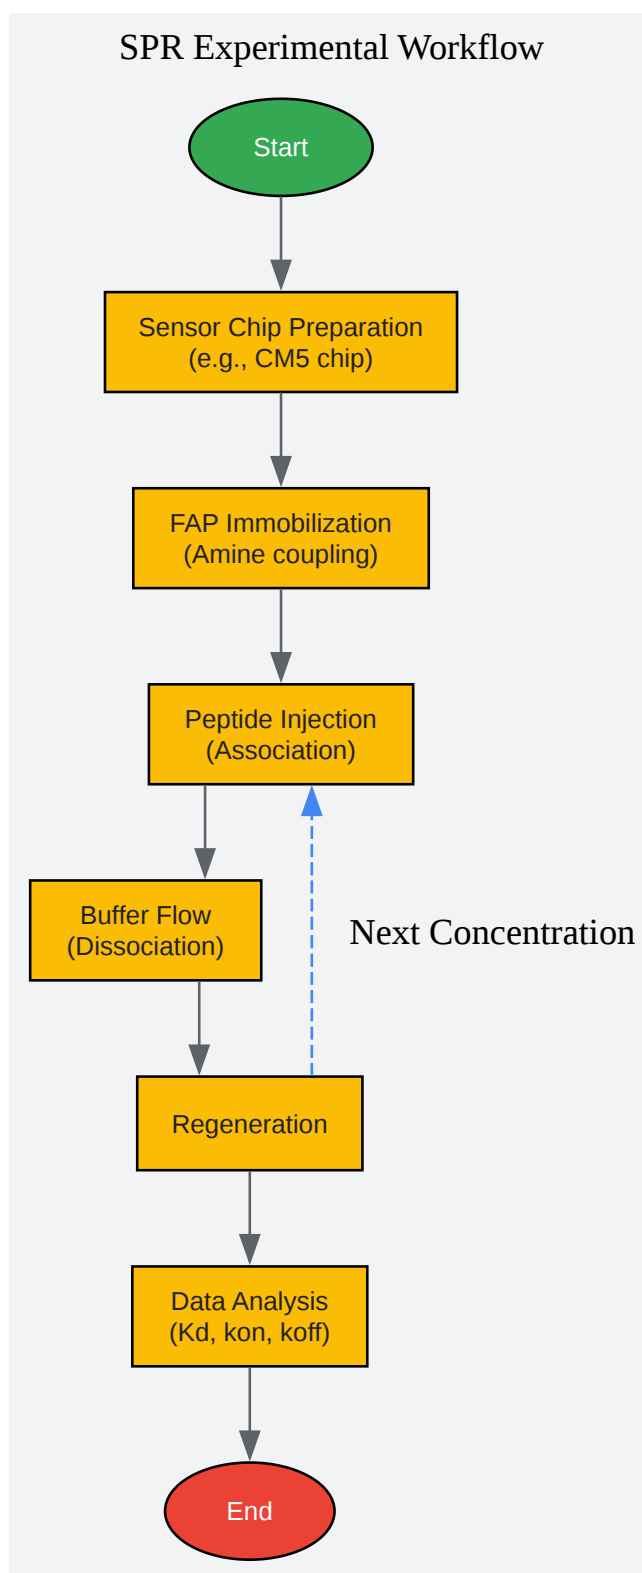 SPR Experimental Workflow
Start
Sensor Chip Preparation
(e.g., CM5 chip)
FAP Immobilization
(Amine coupling)
Peptide Injection
(Association)
Buffer Flow
(Dissociation)
Next Concentration
Regeneration
Data Analysis
(Kd, kon, koff)
End